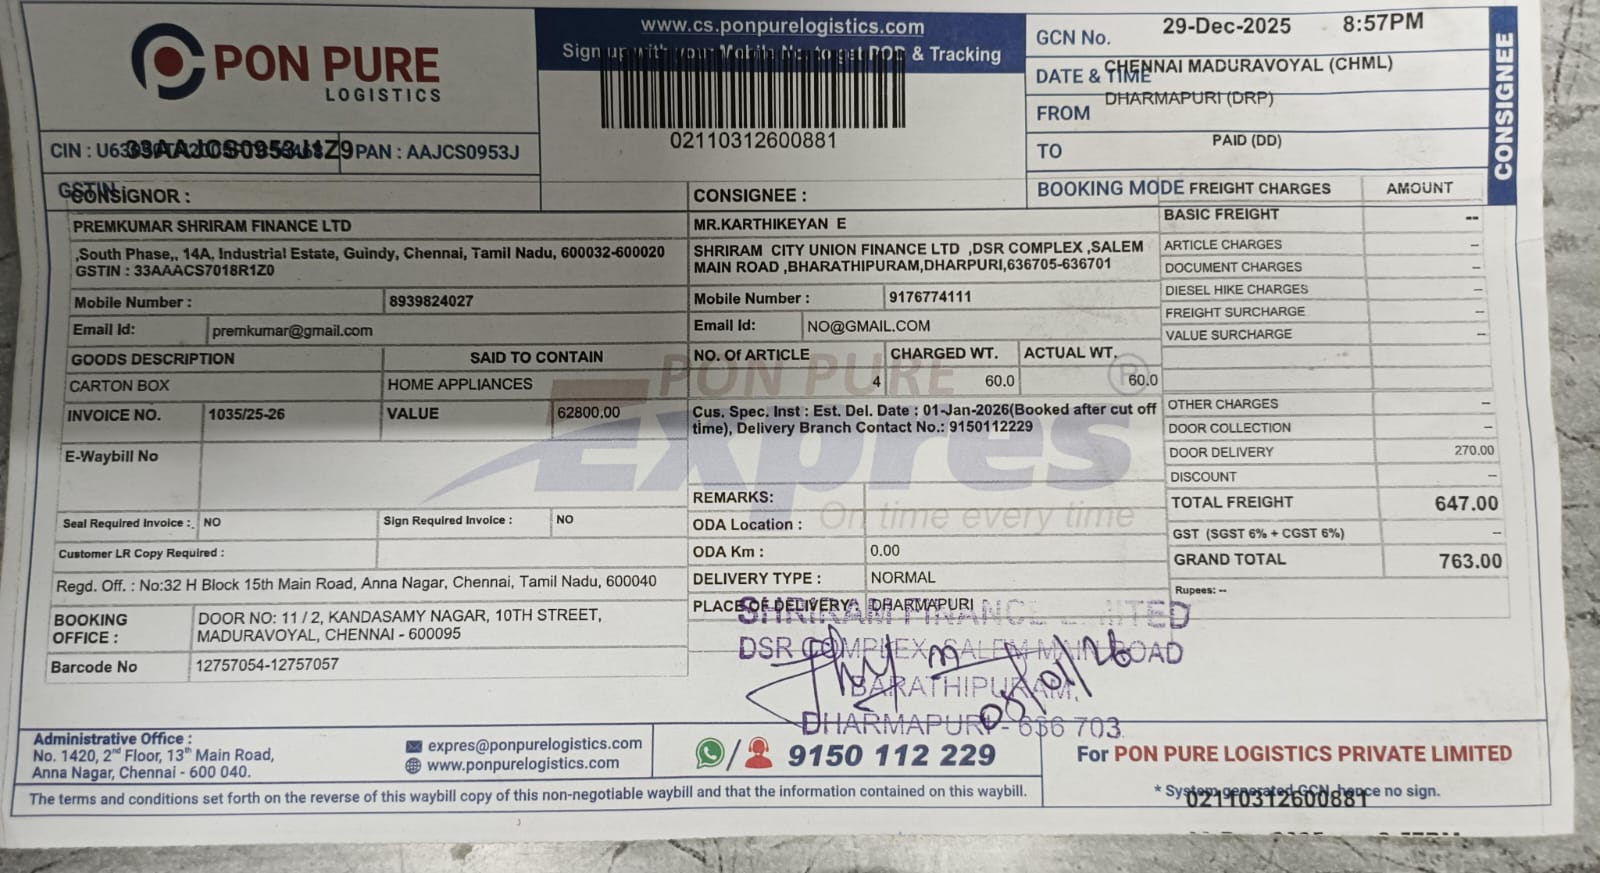 PON PURE
LOGISTICS
www.cs.ponpurelogistics.com
Sign up with your Mobile No. to get POD & Tracking
02110312600881
GCN No.
29-Dec-2025 8:57PM
DATE & TIME
CHENNAI MADURAVOYAL (CHML)
FROM
DHARMAPURI (DRP)
TO
PAID (DD)
BOOKING MODE
CONSIGNEE
CIN :
33AAJCS0953J1Z9
PAN : AAJCS0953J
GSTIN
CONSIGNOR :
PREMKUMAR SHRIRAM FINANCE LTD
,South Phase,, 14A, Industrial Estate, Guindy, Chennai, Tamil Nadu, 600032-600020
GSTIN : 33AAACS7018R1Z0
Mobile Number : 8939824027
Email Id: premkumar@gmail.com
GOODS DESCRIPTION SAID TO CONTAIN
CARTON BOX HOME APPLIANCES
INVOICE NO. 1035/25-26 VALUE 62800.00
E-Waybill No
Seal Required Invoice : NO Sign Required Invoice : NO
Customer LR Copy Required :
Regd. Off. : No:32 H Block 15th Main Road, Anna Nagar, Chennai, Tamil Nadu, 600040
BOOKING OFFICE :
DOOR NO: 11 / 2, KANDASAMY NAGAR, 10TH STREET,
MADURAVOYAL, CHENNAI - 600095
Barcode No 12757054-12757057
CONSIGNEE :
MR.KARTHIKEYAN E
SHRIRAM CITY UNION FINANCE LTD ,DSR COMPLEX ,SALEM
MAIN ROAD ,BHARATHIPURAM,DHARPURI,636705-636701
Mobile Number : 9176774111
Email Id: NO@GMAIL.COM
NO. Of ARTICLE CHARGED WT. ACTUAL WT.
4 60.0 60.0
Cus. Spec. Inst : Est. Del. Date : 01-Jan-2026(Booked after cut off
time), Delivery Branch Contact No.: 9150112229
PON PURE ®
Expres
On time every time
REMARKS:
ODA Location :
ODA Km : 0.00
DELIVERY TYPE : NORMAL
PLACE OF DELIVERY : DHARMAPURI
FREIGHT CHARGES AMOUNT
BASIC FREIGHT --
ARTICLE CHARGES --
DOCUMENT CHARGES --
DIESEL HIKE CHARGES --
FREIGHT SURCHARGE --
VALUE SURCHARGE --
OTHER CHARGES --
DOOR COLLECTION --
DOOR DELIVERY 270.00
DISCOUNT --
TOTAL FREIGHT 647.00
GST (SGST 6% + CGST 6%) --
GRAND TOTAL 763.00
Rupees: --
SHRIRAM FINANCE LIMITED
DSR COMPLEX, SALEM MAIN ROAD
BARATHIPURAM,
DHARMAPURI - 636 703
Administrative Office :
No. 1420, 2nd Floor, 13th Main Road,
Anna Nagar, Chennai - 600 040.
expres@ponpurelogistics.com
www.ponpurelogistics.com
/ 9150 112 229
For PON PURE LOGISTICS PRIVATE LIMITED
The terms and conditions set forth on the reverse of this waybill copy of this non-negotiable waybill and that the information contained on this waybill.
* System generated GCN hence no sign.
02110312600881